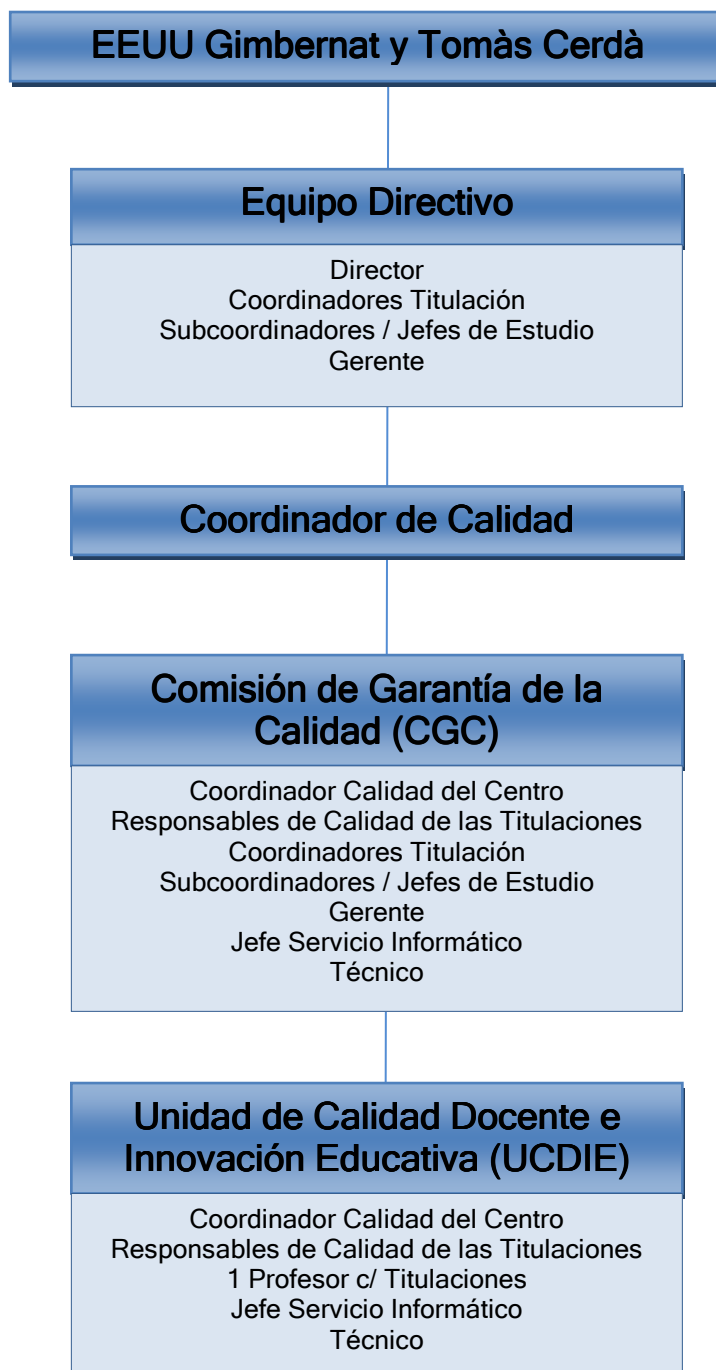 EEUU Gimbernat y Tomàs Cerdà
Equipo Directivo
Director
Coordinadores Titulación
Subcoordinadores / Jefes de Estudio
Gerente
Coordinador de Calidad
Comisión de Garantía de la
Calidad (CGC)
Coordinador Calidad del Centro
Responsables de Calidad de las Titulaciones
Coordinadores Titulación
Subcoordinadores / Jefes de Estudio
Gerente
Jefe Servicio Informático
Técnico
Unidad de Calidad Docente e
Innovación Educativa (UCDIE)
Coordinador Calidad del Centro
Responsables de Calidad de las Titulaciones
1 Profesor c/ Titulaciones
Jefe Servicio Informático
Técnico